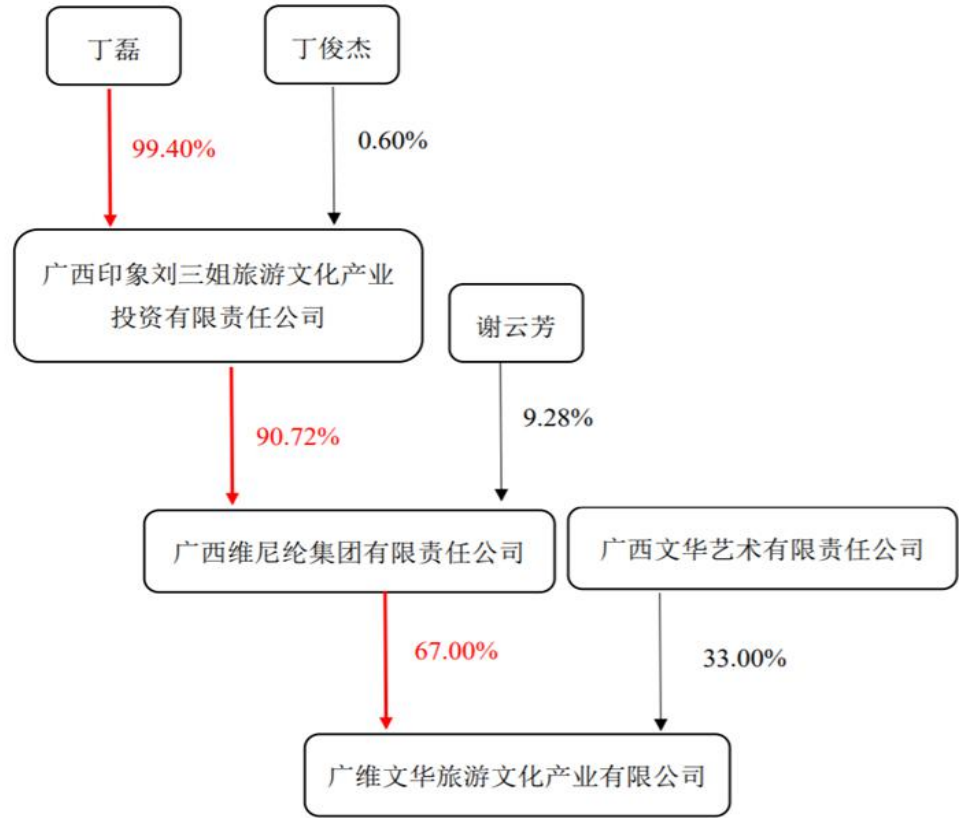 丁磊
丁俊杰
99.40%
0.60%
广西印象刘三姐旅游文化产业
投资有限责任公司
谢云芳
90.72%
9.28%
广西维尼纶集团有限责任公司
广西文华艺术有限责任公司
67.00%
33.00%
广维文华旅游文化产业有限公司